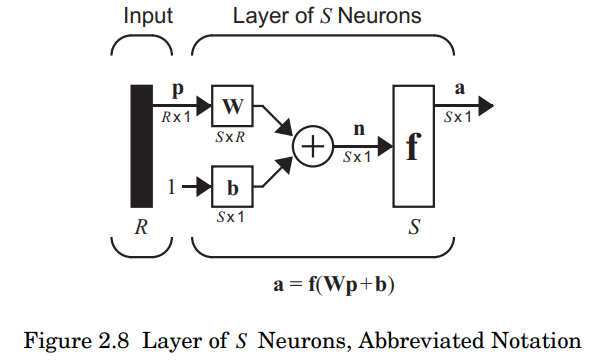 Input
Layer of S Neurons
p
Rx1
W
SxR
1
b
Sx1
n
Sx1
f
a
Sx1
R
S
a = f(Wp+b)
Figure 2.8 Layer of S Neurons, Abbreviated Notation